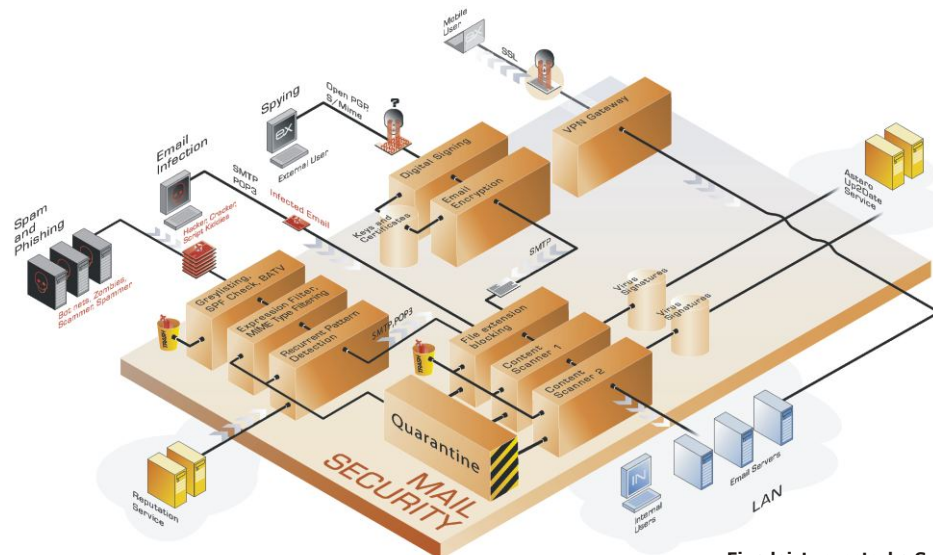 Mobile
User
SSL
VPN Gateway
Open PGP,
S/Mime
?
Spying
External User
Digital Signing
Email
Encryption
Keys and
Certificates
SMTP
Astaro
Up2Date
Service
Email
Infection
SMTP
POP3
Infected Email
Hacker, Cracker,
Script Kiddies
Spam
and
Phishing
Bot nets, Zombies,
Scammer, Spammer
Greylisting,
SPF Check, BATV
Expression Filter,
MIME Type Filtering
Recurrent Pattern
Detection
SMTP,POP3
Virus
Signatures
Virus
Signatures
File extension
blocking
Content
Scanner 1
Content
Scanner 2
Quarantine
MAIL
SECURITY
Reputation
Service
IN
Internal
Users
Email Servers
LAN